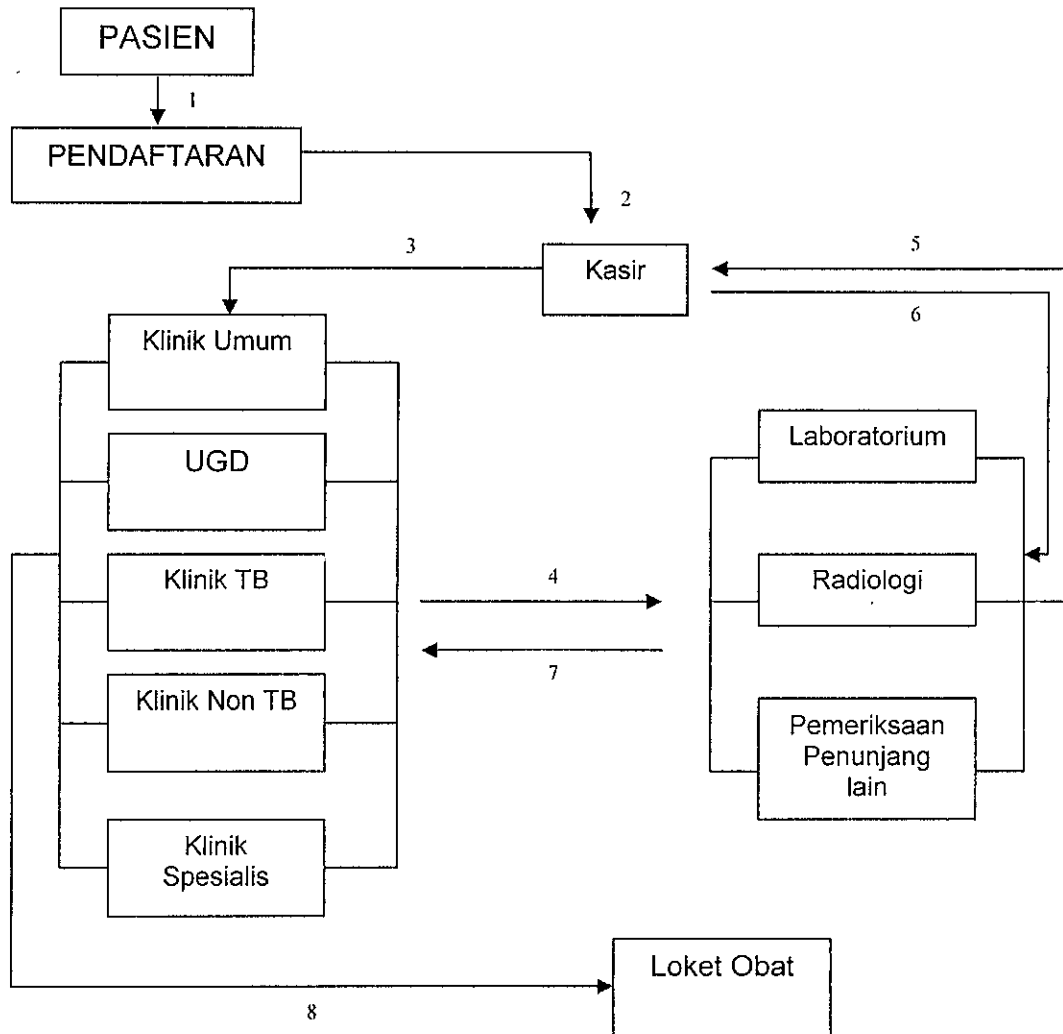 PASIEN
1
PENDAFTARAN
2
3
5
Kasir
6
Klinik Umum
Laboratorium
UGD
Klinik TB
4
Radiologi
7
Klinik Non TB
Pemeriksaan
Penunjang
lain
Klinik
Spesialis
Loket Obat
8